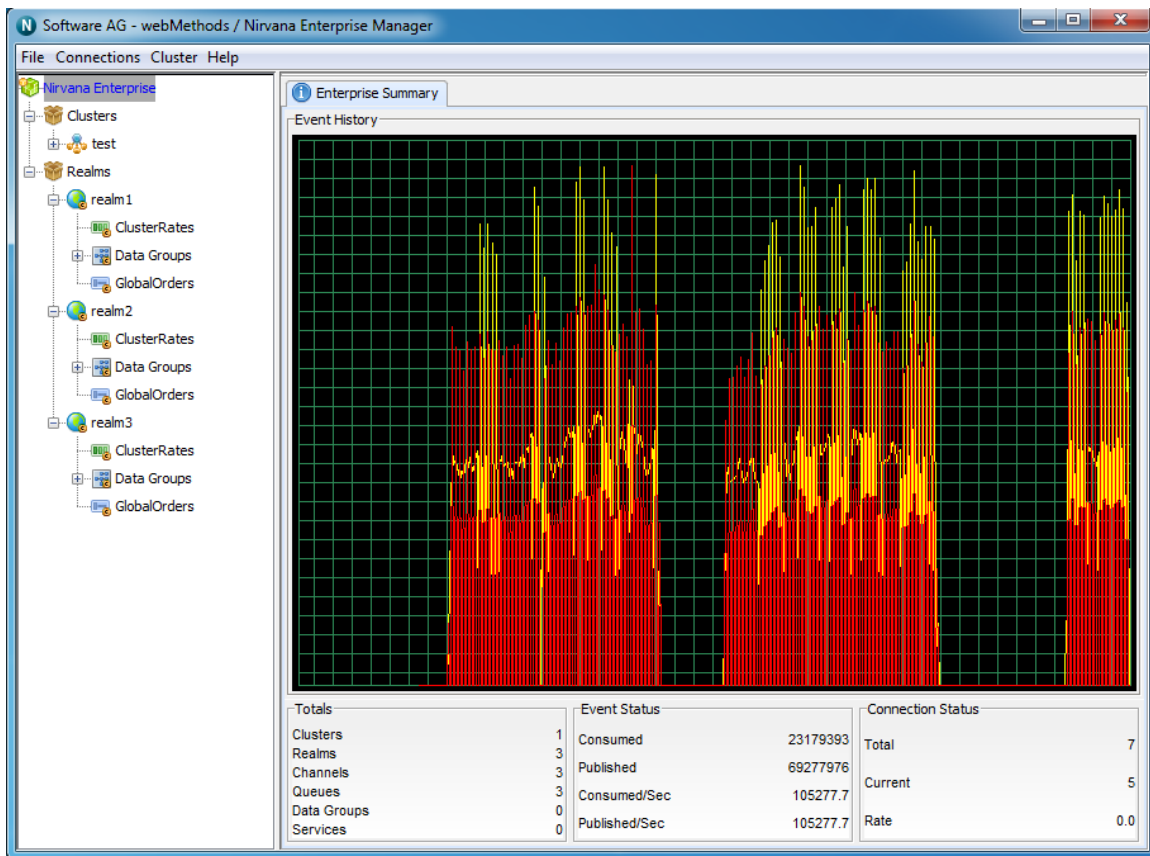 Software AG - webMethods / Nirvana Enterprise Manager
File Connections Cluster Help
Nirvana Enterprise
Clusters
test
Realms
realm1
ClusterRates
Data Groups
GlobalOrders
realm2
ClusterRates
Data Groups
GlobalOrders
realm3
ClusterRates
Data Groups
GlobalOrders
Enterprise Summary
Event History
Totals
Clusters 1
Realms 3
Channels 3
Queues 3
Data Groups 0
Services 0
Event Status
Consumed 23179393
Published 69277976
Consumed/Sec 105277.7
Published/Sec 105277.7
Connection Status
Total 7
Current 5
Rate 0.0